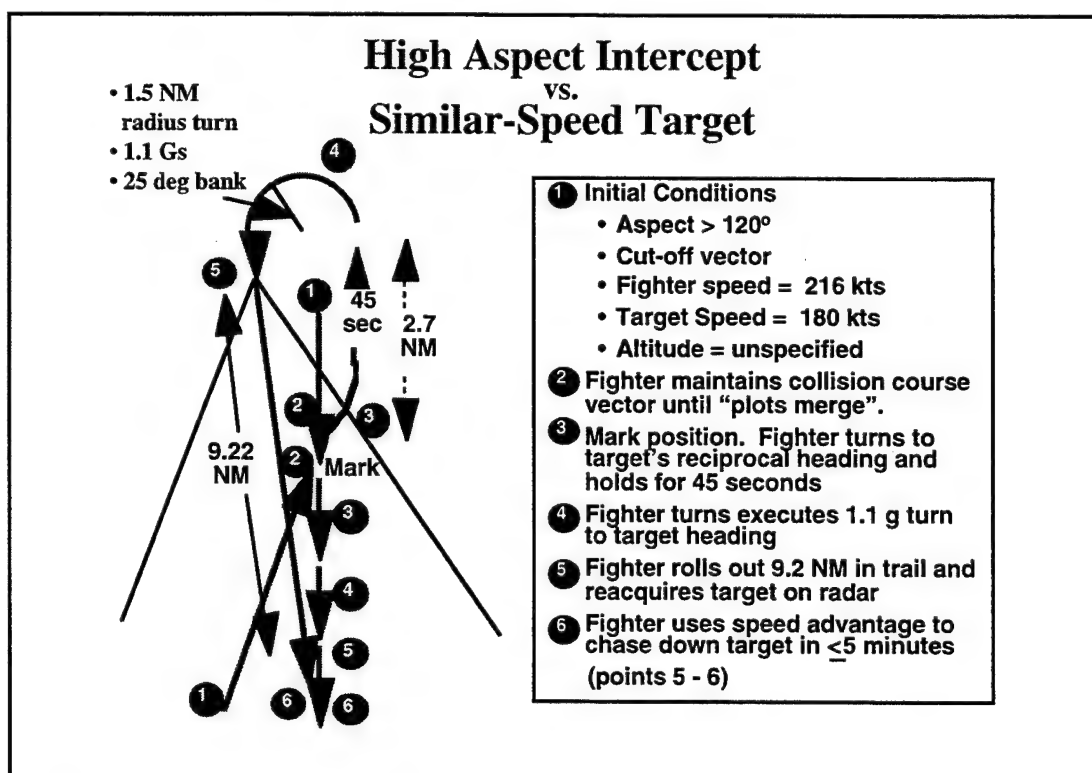 High Aspect Intercept
vs.
Similar-Speed Target
• 1.5 NM
radius turn
• 1.1 Gs
• 25 deg bank
4
5
1
45
sec
2.7
NM
2
3
9.22
NM
2
Mark
3
4
5
1
6
6
1 Initial Conditions
• Aspect > 120º
• Cut-off vector
• Fighter speed = 216 kts
• Target Speed = 180 kts
• Altitude = unspecified
2 Fighter maintains collision course
vector until “plots merge”.
3 Mark position. Fighter turns to
target's reciprocal heading and
holds for 45 seconds
4 Fighter turns executes 1.1 g turn
to target heading
5 Fighter rolls out 9.2 NM in trail and
reacquires target on radar
6 Fighter uses speed advantage to
chase down target in <5 minutes
(points 5 - 6)